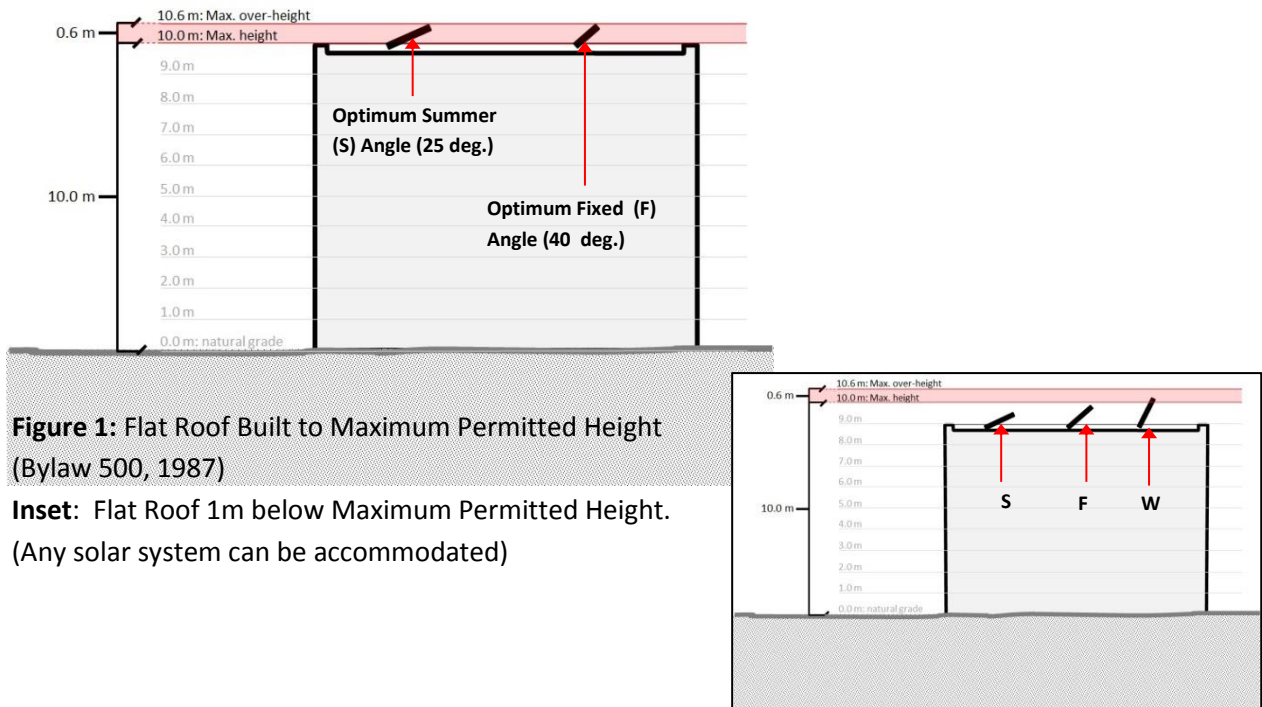 10.6 m: Max. over-height
0.6 m
10.0 m: Max. height
9.0 m
8.0 m
7.0 m
6.0 m
5.0 m
10.0 m
4.0 m
3.0 m
2.0 m
1.0 m
0.0 m: natural grade
Optimum Summer
(S) Angle (25 deg.)
Optimum Fixed (F)
Angle (40 deg.)
Figure 1: Flat Roof Built to Maximum Permitted Height
(Bylaw 500, 1987)
Inset: Flat Roof 1m below Maximum Permitted Height.
(Any solar system can be accommodated)
10.6 m: Max. over-height
0.6 m
10.0 m: Max. height
9.0 m
8.0 m
7.0 m
6.0 m
5.0 m
10.0 m
4.0 m
3.0 m
2.0 m
1.0 m
0.0 m: natural grade
S F W